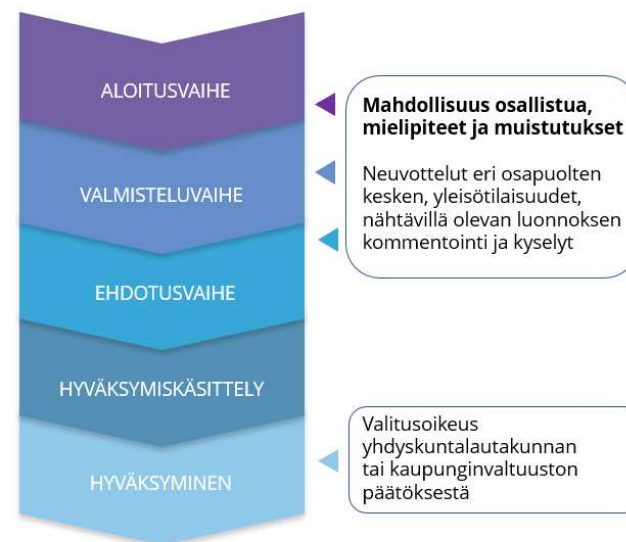 ALOITUSVAIHE
VALMISTELUVAIHE
EHDOTUSVAIHE
HYVÄKSYMISKÄSITTELY
HYVÄKSYMINEN
Mahdollisuus osallistua,
mielipiteet ja muistutukset
Neuvottelut eri osapuolten
kesken, yleisötilaisuudet,
nähtävillä olevan luonnoksen
kommentointi ja kyselyt
Valitusoikeus
yhdyskuntalautakunnan
tai kaupunginvaltuuston
päätöksestä